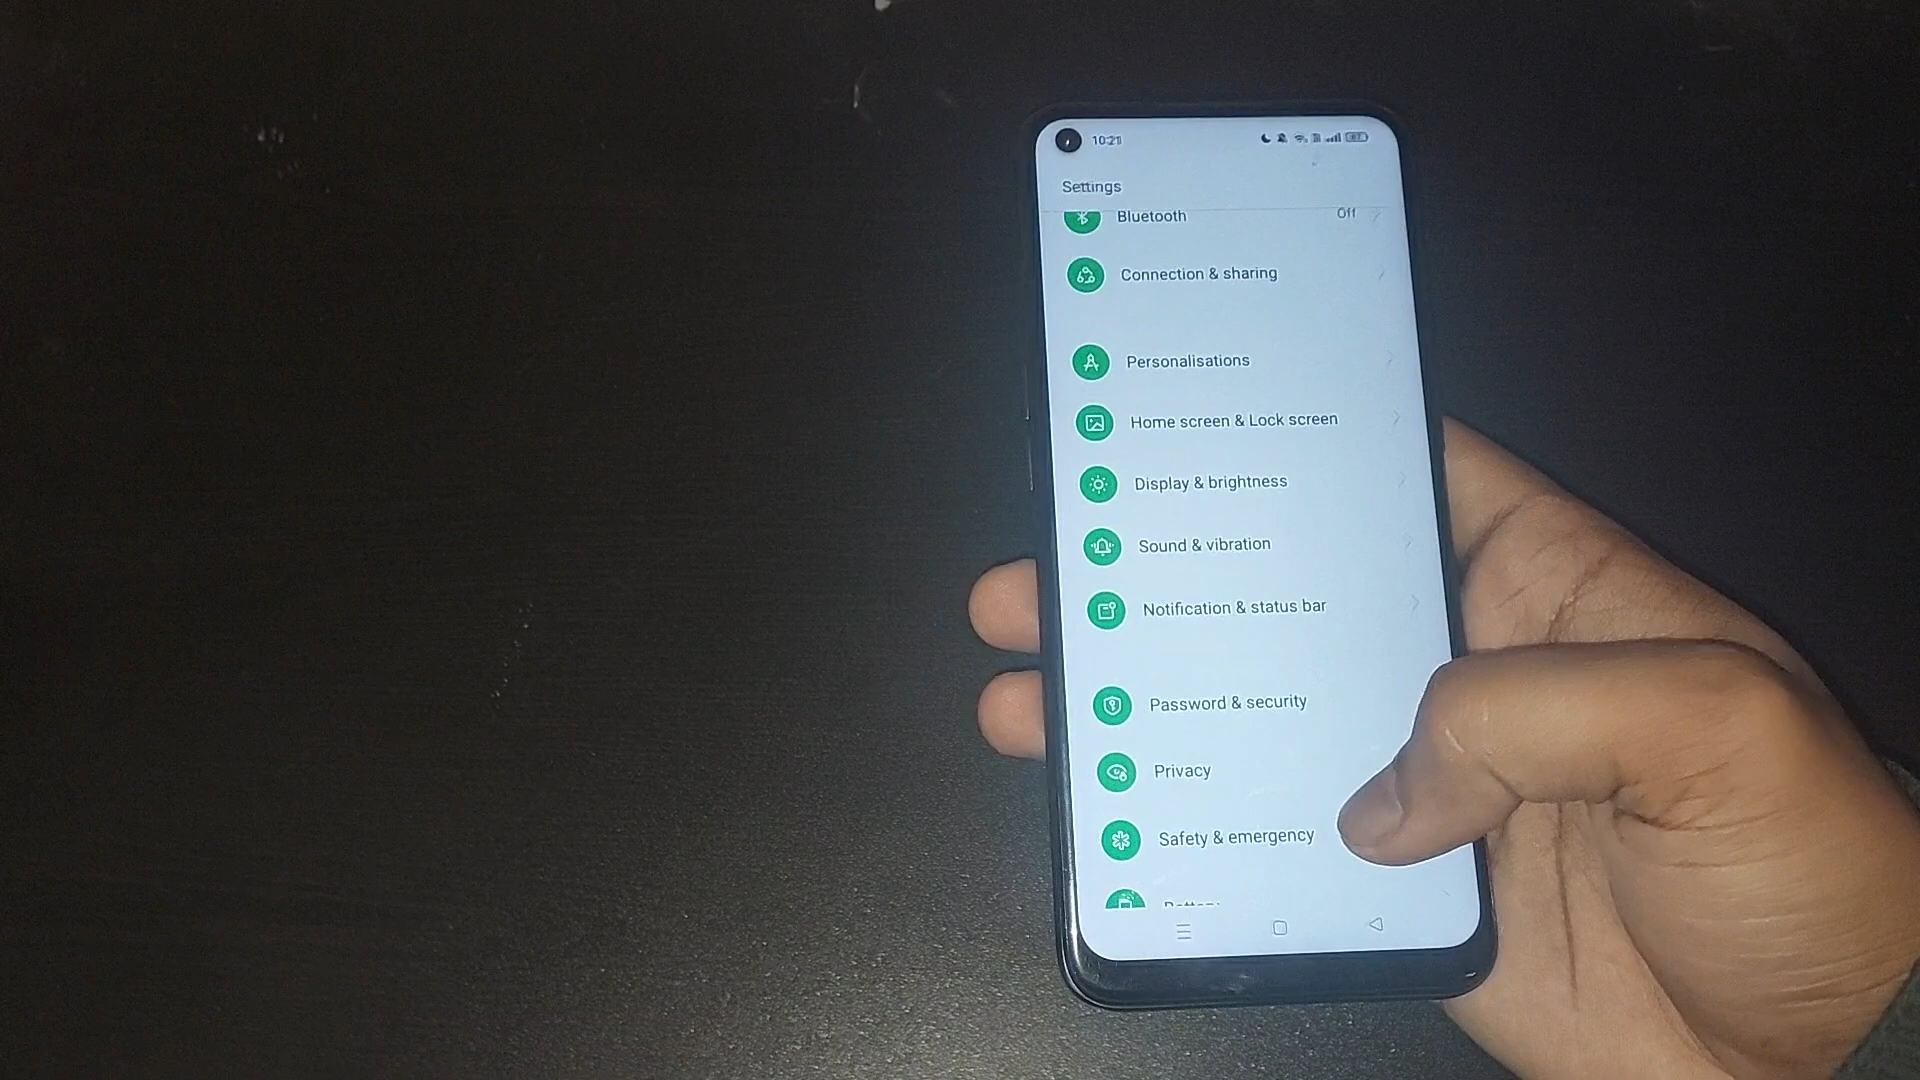 10:21
Settings
Bluetooth Off
Connection & sharing
Personalisations
Home screen & Lock screen
Display & brightness
Sound & vibration
Notification & status bar
Password & security
Privacy
Safety & emergency